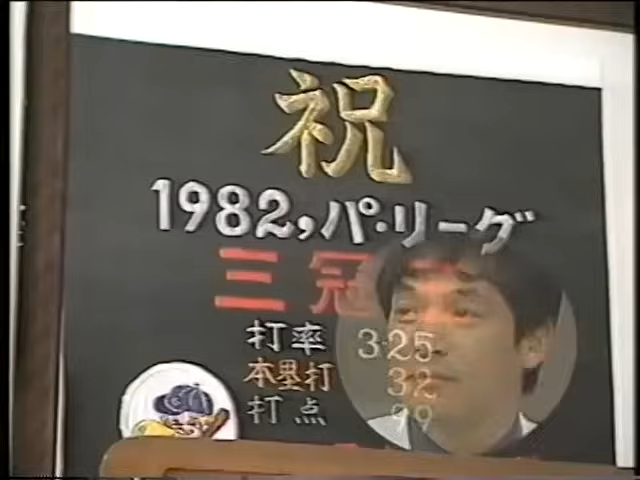 祝
1982,パ・リーグ
三冠
打率 3.25
本塁打 32
打点 99